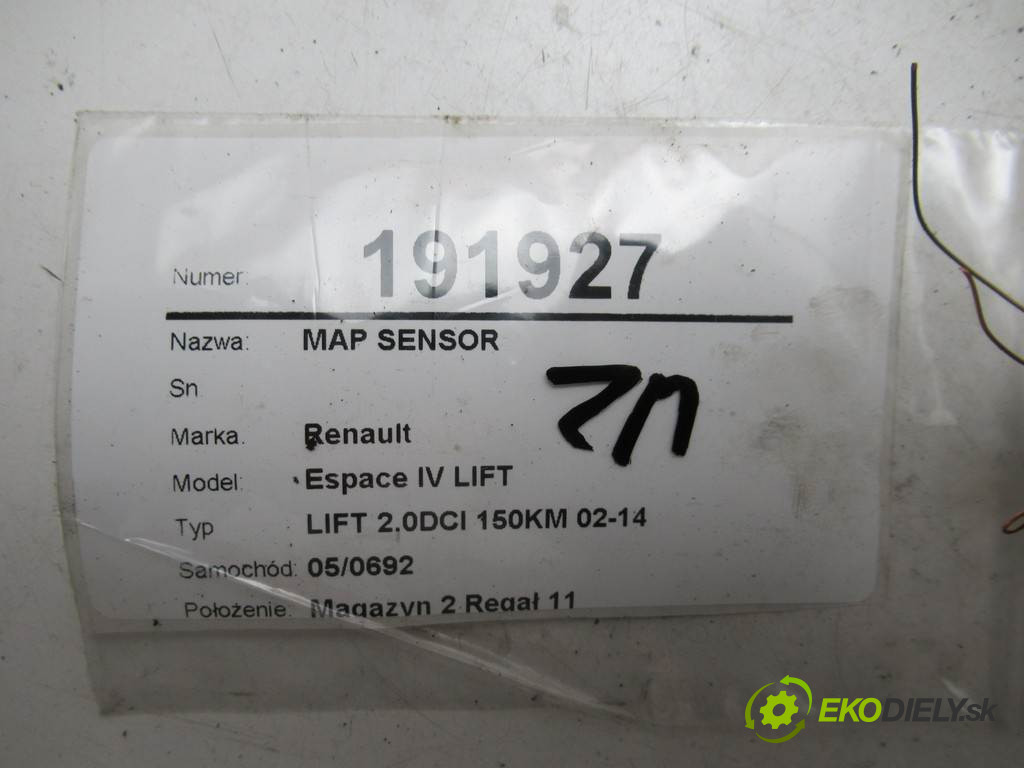 Numer: 191927
Nazwa: MAP SENSOR
Sn
Marka. Renault
Model: Espace IV LIFT
Typ LIFT 2.0DCI 150KM 02-14
Samochód: 05/0692
Położenie: Magazyn 2 Regał 11
EKODIELY.sk